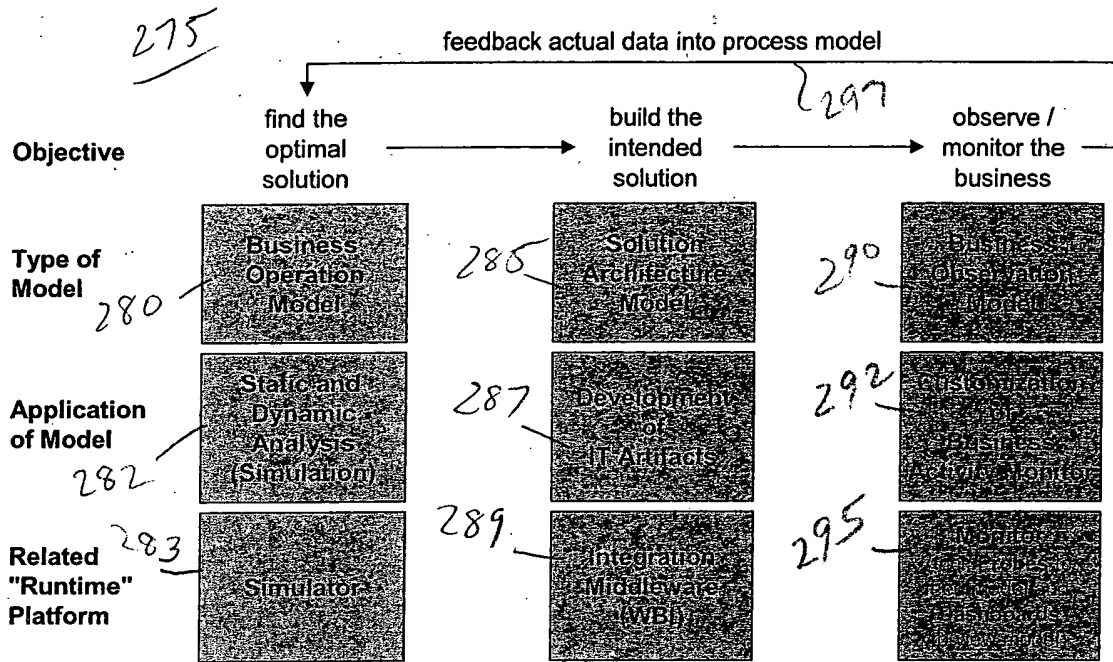 275
feedback actual data into process model
297
Objective
find the
optimal
solution
build the
intended
solution
observe /
monitor the
business
Type of
Model
280
Business
Operation
Model
285
Solution
Architecture
Model
290
Business
Observation
Model
Application
of Model
282
Static and
Dynamic
Analysis
(Simulation)
287
Development
of
IT Artifacts
292
Customization
of
Business
Activity Monitor
Related
"Runtime"
Platform
283
Simulator
289
Integration
Middleware
(WBI)
295
Monitor